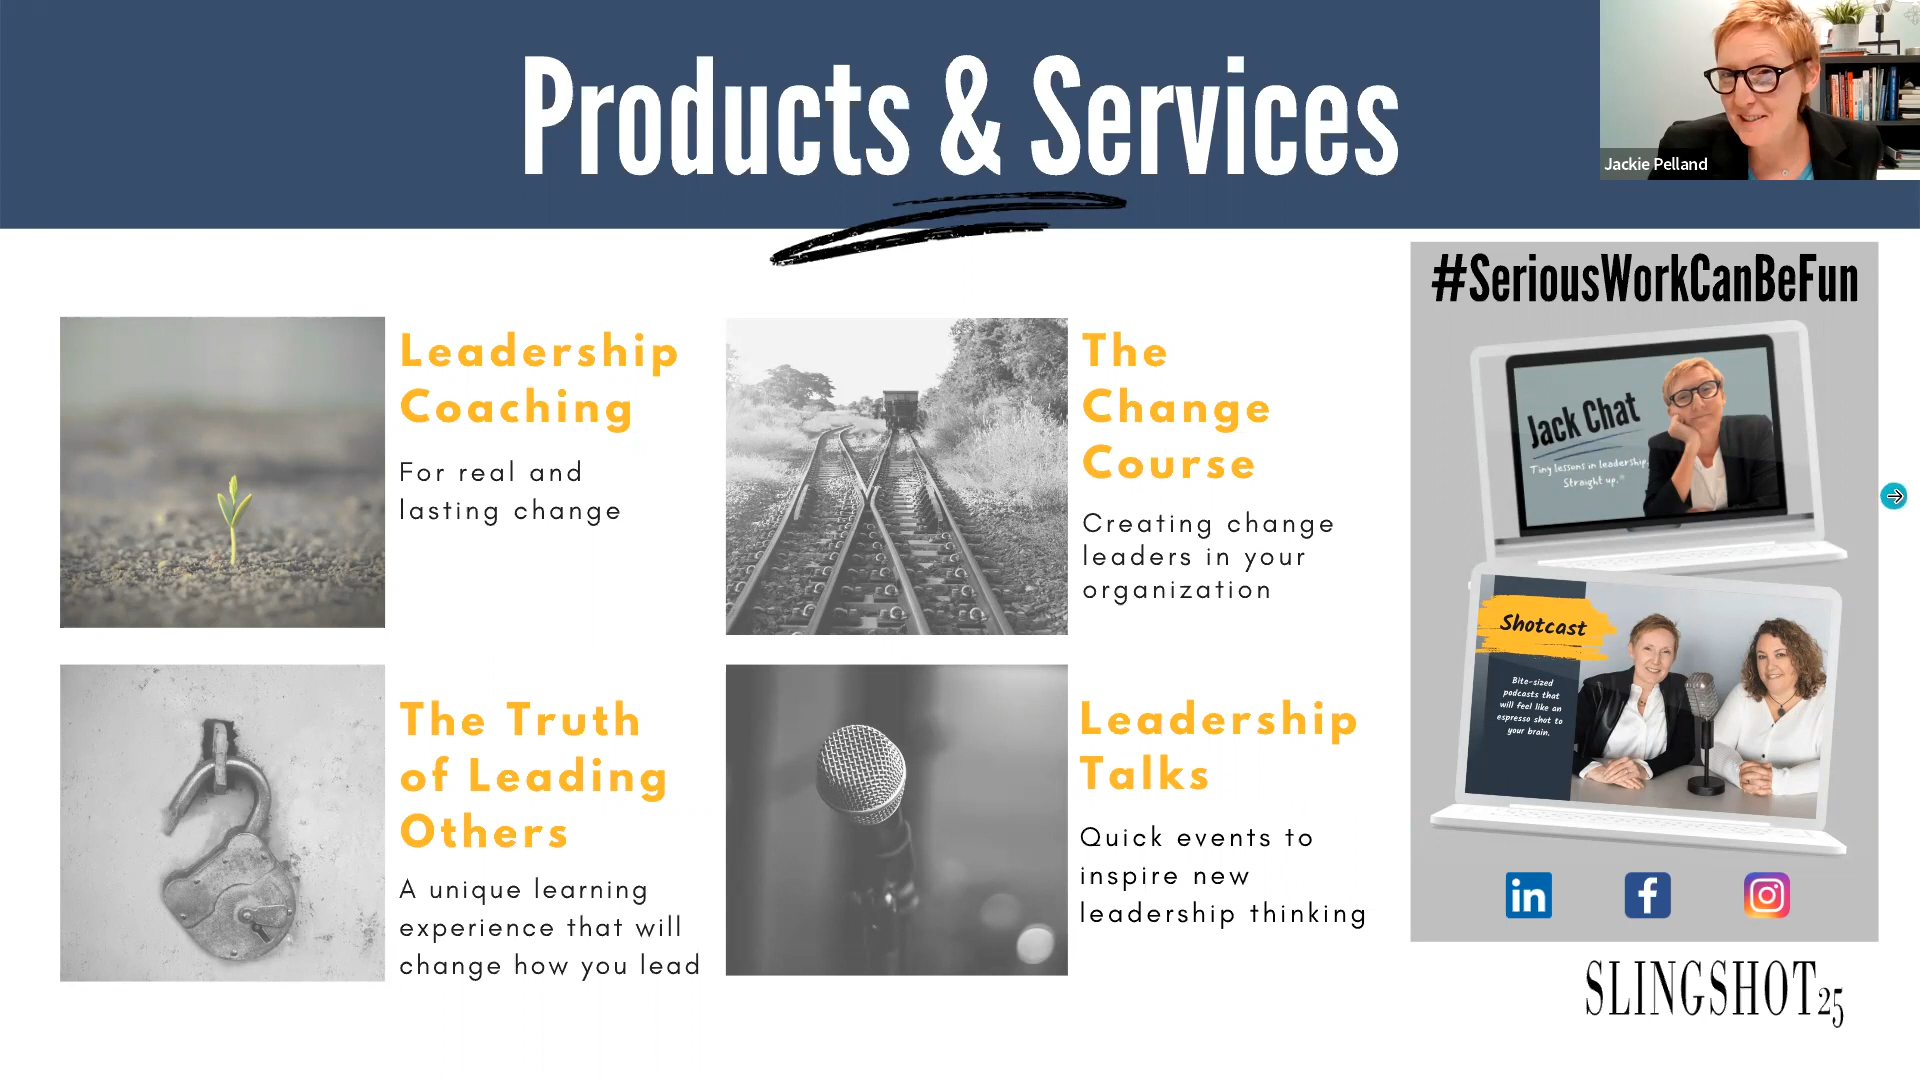 Products & Services
Jackie Pelland
Leadership
Coaching
For real and
lasting change
The
Change
Course
Creating change
leaders in your
organization
The Truth
of Leading
Others
A unique learning
experience that will
change how you lead
Leadership
Talks
Quick events to
inspire new
leadership thinking
#SeriousWorkCanBeFun
Jack Chat
Tiny lessons in leadership.
Straight up.®
Shotcast
Bite-sized
podcasts that
will feel like an
espresso shot to
your brain.
in
f
SLINGSHOT25